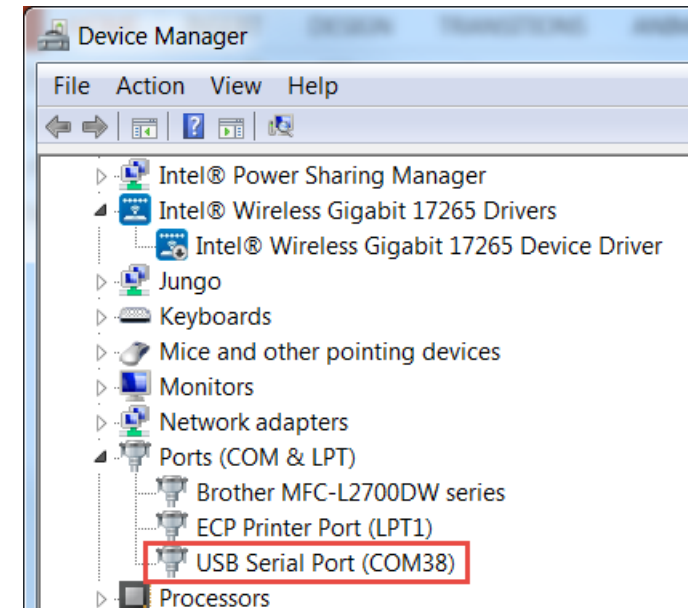 Device Manager
File Action View Help
Intel® Power Sharing Manager
Intel® Wireless Gigabit 17265 Drivers
Intel® Wireless Gigabit 17265 Device Driver
Jungo
Keyboards
Mice and other pointing devices
Monitors
Network adapters
Ports (COM & LPT)
Brother MFC-L2700DW series
ECP Printer Port (LPT1)
USB Serial Port (COM38)
Processors